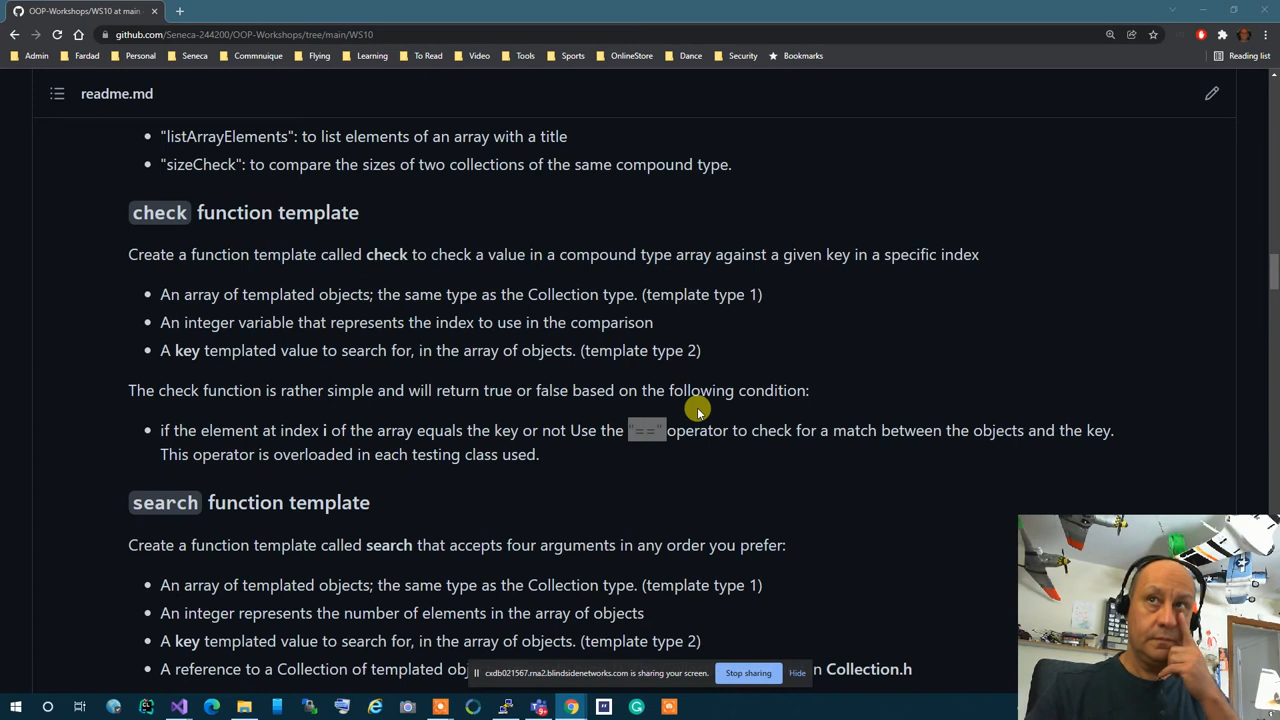 OOP-Workshops/WS10 at main
github.com/Seneca-244200/OOP-Workshops/tree/main/WS10
Admin Fardad Personal Seneca Commnuique Flying Learning To Read Video Tools Sports OnlineStore Dance Security Bookmarks Reading list
readme.md
"listArrayElements": to list elements of an array with a title
"sizeCheck": to compare the sizes of two collections of the same compound type.
check function template
Create a function template called check to check a value in a compound type array against a given key in a specific index
An array of templated objects; the same type as the Collection type. (template type 1)
An integer variable that represents the index to use in the comparison
A key templated value to search for, in the array of objects. (template type 2)
The check function is rather simple and will return true or false based on the following condition:
if the element at index i of the array equals the key or not Use the "==" operator to check for a match between the objects and the key.
This operator is overloaded in each testing class used.
search function template
Create a function template called search that accepts four arguments in any order you prefer:
An array of templated objects; the same type as the Collection type. (template type 1)
An integer represents the number of elements in the array of objects
A key templated value to search for, in the array of objects. (template type 2)
A reference to a Collection of templated Collection.h
cxdb021567.rna2.blindsidenetworks.com is sharing your screen. Stop sharing Hide